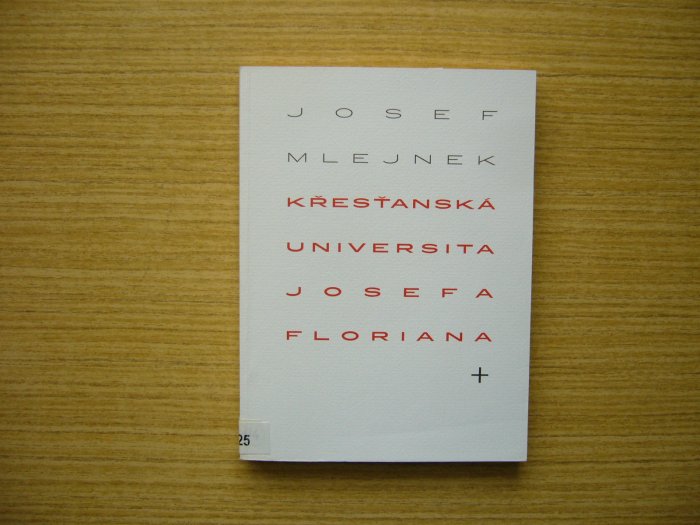 JOSEF
MLEJNEK
KŘESŤANSKÁ
UNIVERSITA
JOSEFA
FLORIANA
+
25